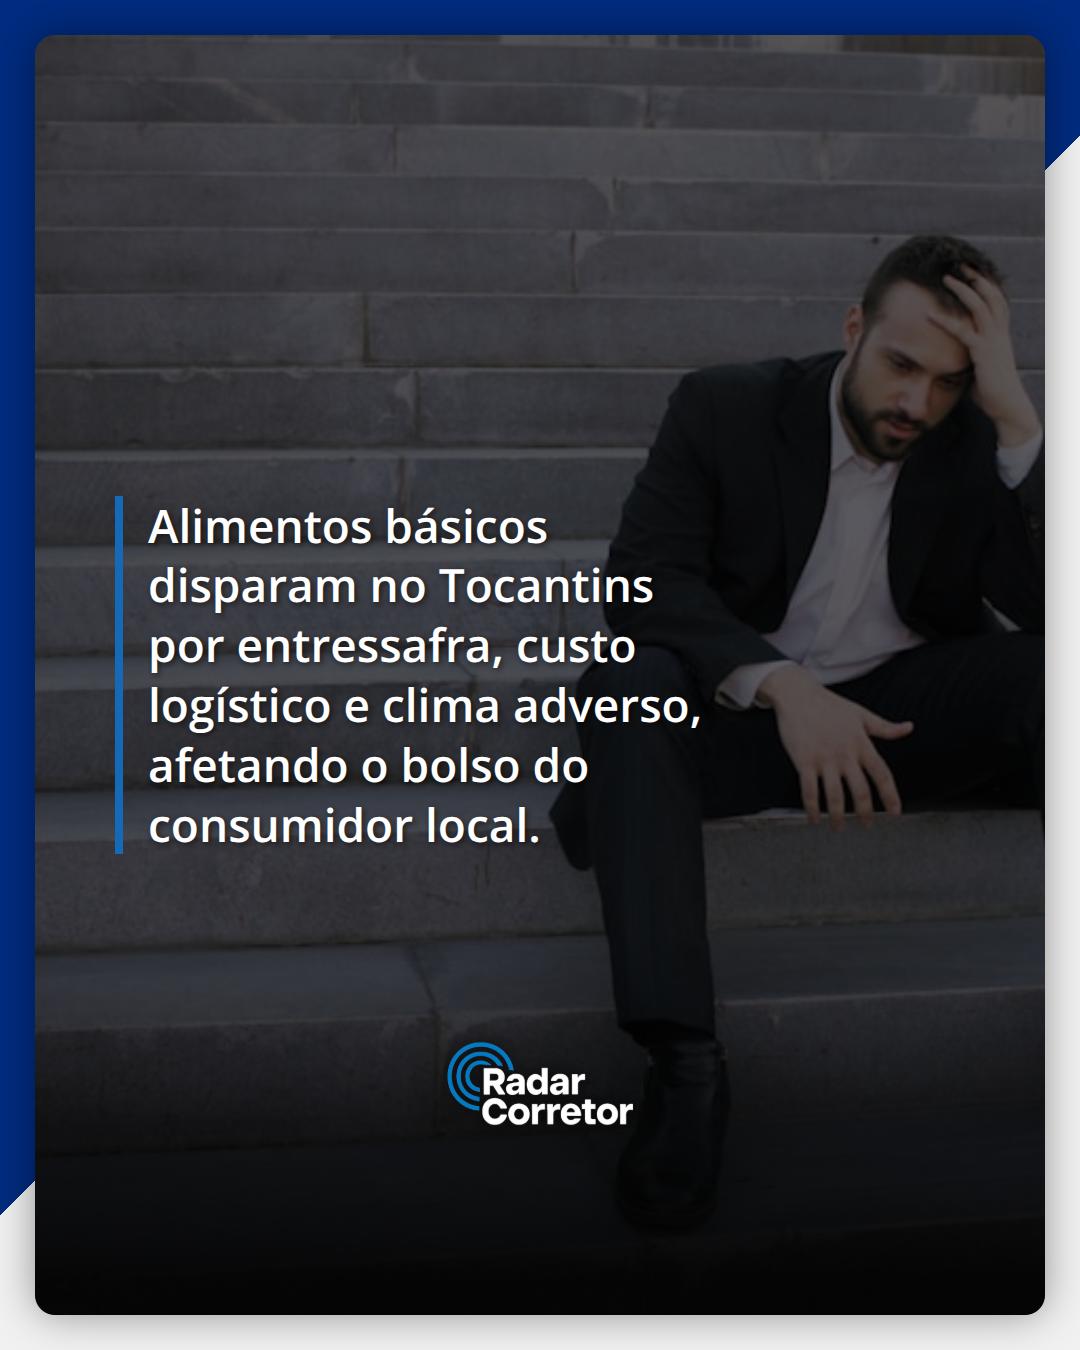 Alimentos básicos
disparam no Tocantins
por entressafra, custo
logístico e clima adverso,
afetando o bolso do
consumidor local.
Radar
Corretor